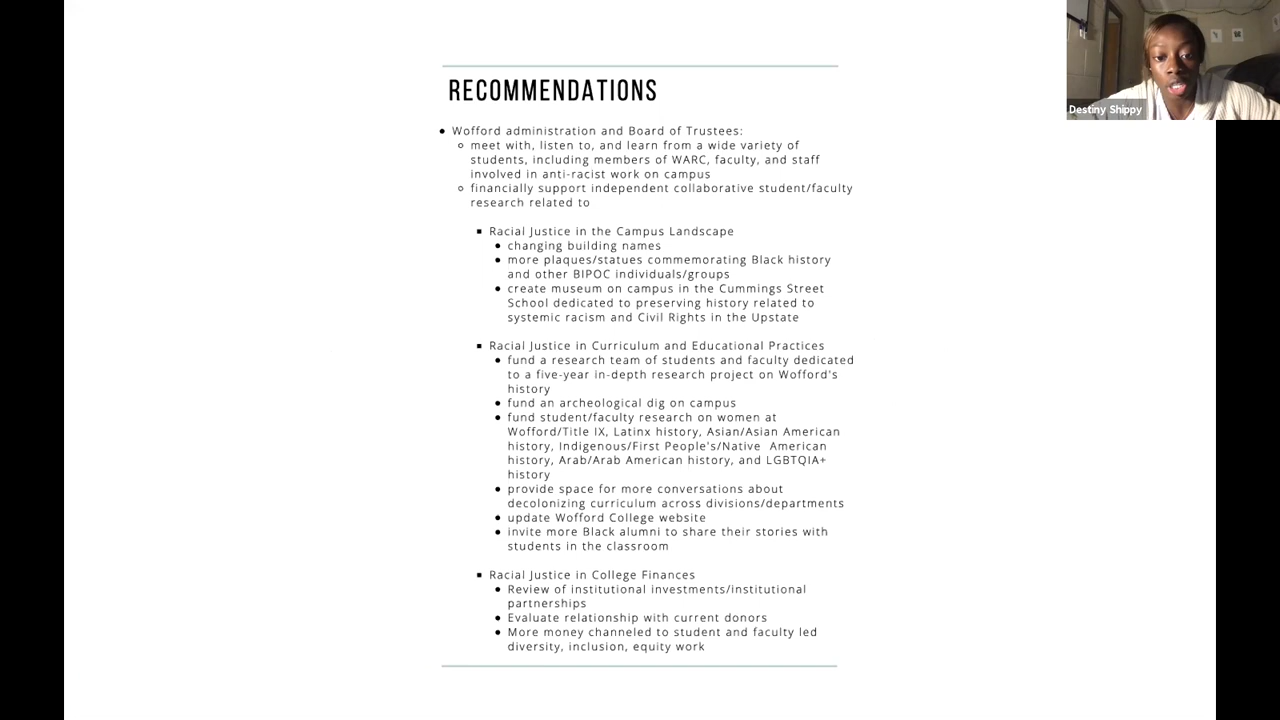 RECOMMENDATIONS
Destiny Shippy
• Wofford administration and Board of Trustees:
◦ meet with, listen to, and learn from a wide variety of
students, including members of WARC, faculty, and staff
involved in anti-racist work on campus
◦ financially support independent collaborative student/faculty
research related to
▪ Racial Justice in the Campus Landscape
• changing building names
• more plaques/statues commemorating Black history
and other BIPOC individuals/groups
• create museum on campus in the Cummings Street
School dedicated to preserving history related to
systemic racism and Civil Rights in the Upstate
▪ Racial Justice in Curriculum and Educational Practices
• fund a research team of students and faculty dedicated
to a five-year in-depth research project on Wofford's
history
• fund an archeological dig on campus
• fund student/faculty research on women at
Wofford/Title IX, Latinx history, Asian/Asian American
history, Indigenous/First People's/Native American
history, Arab/Arab American history, and LGBTQIA+
history
• provide space for more conversations about
decolonizing curriculum across divisions/departments
• update Wofford College website
• invite more Black alumni to share their stories with
students in the classroom
▪ Racial Justice in College Finances
• Review of institutional investments/institutional
partnerships
• Evaluate relationship with current donors
• More money channeled to student and faculty led
diversity, inclusion, equity work